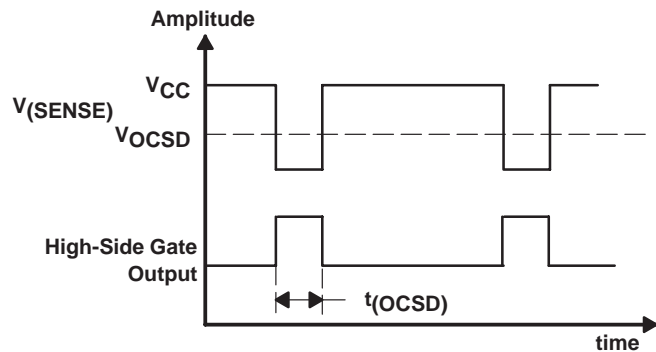 Amplitude
VCC
V(SENSE)
VOCSD
High-Side Gate
Output
t(OCSD)
time